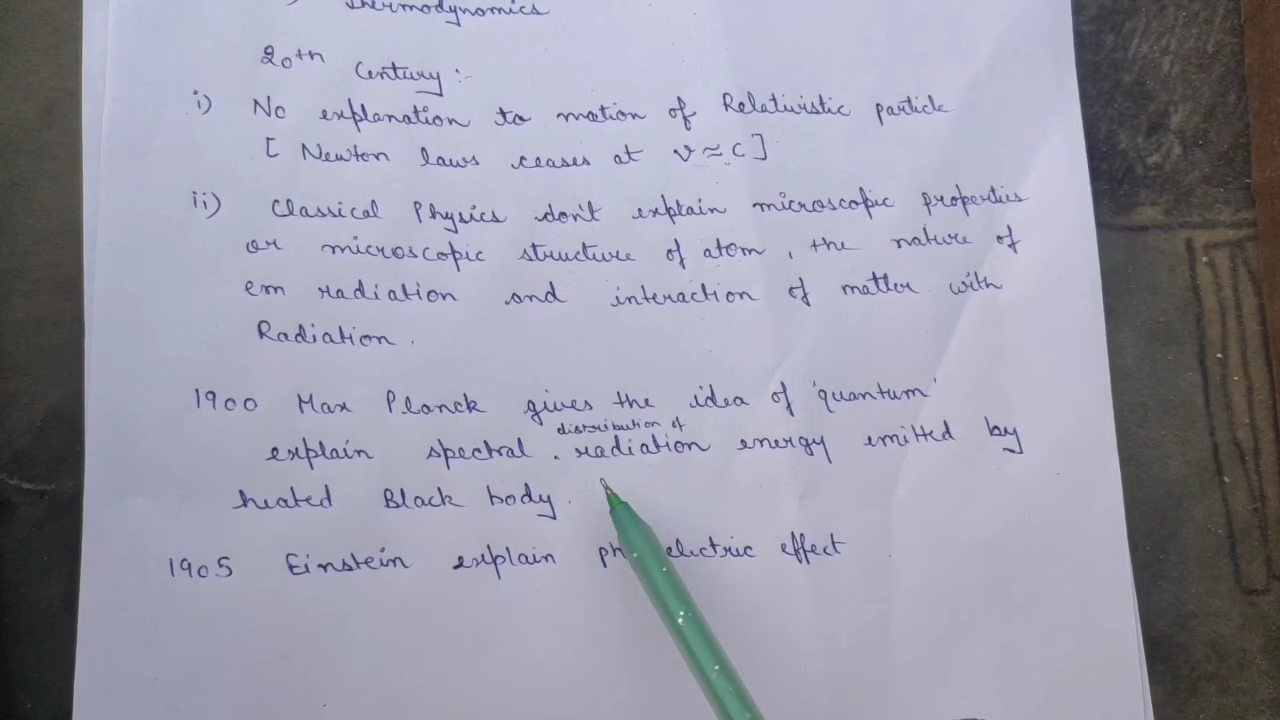 thermodynamics
20th Century :-
i) No explanation to motion of Relativistic particle
[ Newton laws ceases at v ≈ c ]
ii) Classical Physics don't explain microscopic properties
or microscopic structure of atom, the nature of
em radiation and interaction of matter with
Radiation.
1900 Max Planck gives the idea of 'quantum'
distribution of
explain spectral . radiation energy emitted by
heated Black body.
1905 Einstein explain electric effect